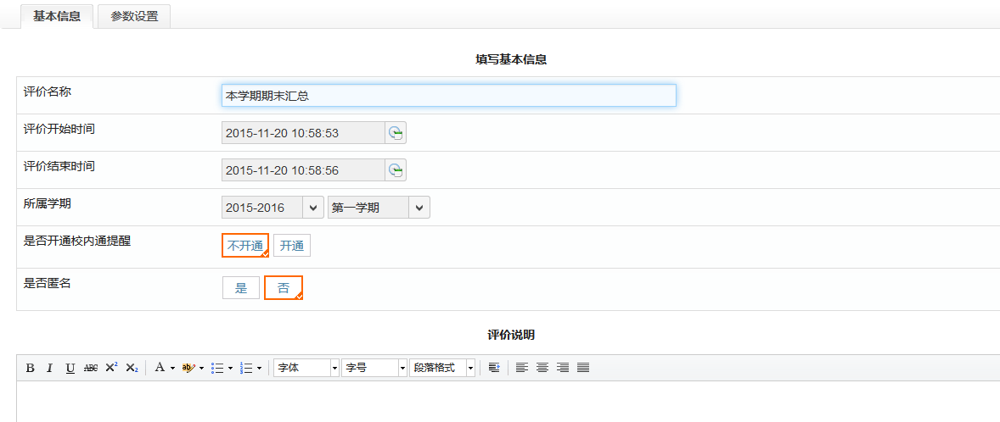 基本信息 参数设置
填写基本信息
评价名称 本学期期末汇总
评价开始时间 2015-11-20 10:58:53
评价结束时间 2015-11-20 10:58:56
所属学期 2015-2016 第一学期
是否开通校内通提醒 不开通 开通
是否匿名 是 否
评价说明
B I U ABC X² X₂ A ab 字体 字号 段落格式